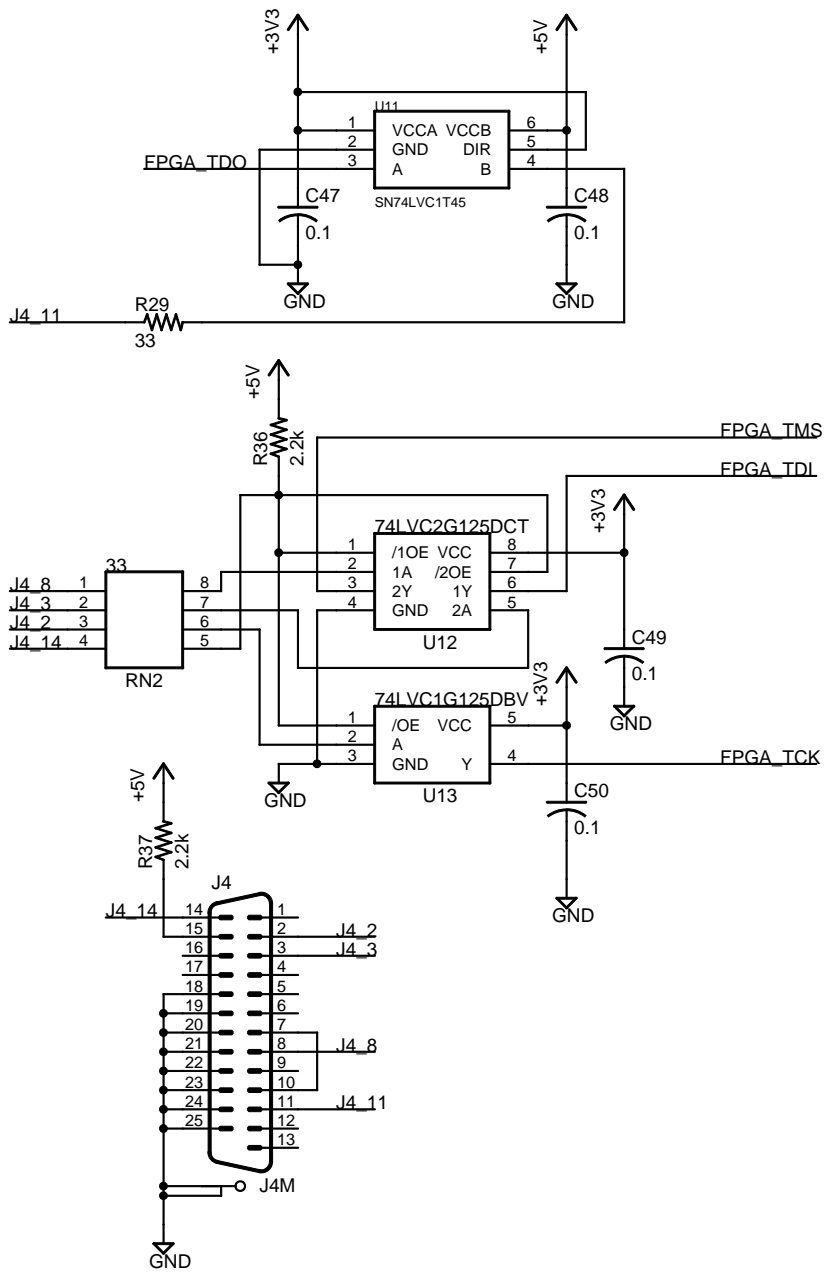 +3V3
+5V
U11
1 VCCA VCCB 6
2 GND DIR 5
FPGA_TDO 3 A B 4
SN74LVC1T45
C47
0.1
C48
0.1
GND
GND
J4_11
R29
33
+5V
R36
2.2k
FPGA_TMS
FPGA_TDI
+3V3
74LVC2G125DCT
1 /1OE VCC 8
2 1A /2OE 7
3 2Y 1Y 6
4 GND 2A 5
U12
33
J4_8 1 8
J4_3 2 7
J4_2 3 6
J4_14 4 5
RN2
C49
0.1
GND
+3V3
74LVC1G125DBV
1 /OE VCC 5
2 A
3 GND Y 4
FPGA_TCK
U13
GND
C50
0.1
GND
+5V
R37
2.2k
J4
J4_14 14 1
15 2 J4_2
16 3 J4_3
17 4
18 5
19 6
20 7
21 8 J4_8
22 9
23 10
24 11 J4_11
25 12
13
J4M
GND